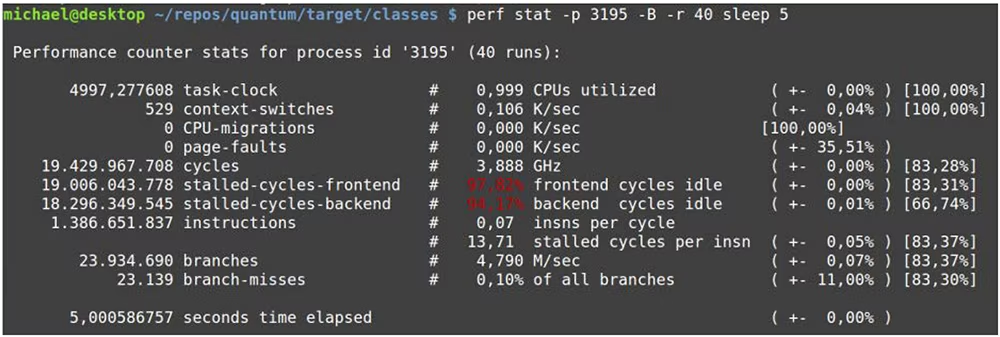 michael@desktop ~/repos/quantum/target/classes $ perf stat -p 3195 -B -r 40 sleep 5
Performance counter stats for process id '3195' (40 runs):
4997,277608 task-clock # 0,999 CPUs utilized ( +- 0,00% ) [100,00%]
529 context-switches # 0,106 K/sec ( +- 0,04% ) [100,00%]
0 CPU-migrations # 0,000 K/sec [100,00%]
0 page-faults # 0,000 K/sec ( +- 35,51% )
19.429.967.708 cycles # 3,888 GHz ( +- 0,00% ) [83,28%]
19.006.043.778 stalled-cycles-frontend # 97,82% frontend cycles idle ( +- 0,00% ) [83,31%]
18.296.349.545 stalled-cycles-backend # 94,17% backend cycles idle ( +- 0,01% ) [66,74%]
1.386.651.837 instructions # 0,07 insns per cycle
# 13,71 stalled cycles per insn ( +- 0,05% ) [83,37%]
23.934.690 branches # 4,790 M/sec ( +- 0,07% ) [83,37%]
23.139 branch-misses # 0,10% of all branches ( +- 11,00% ) [83,30%]
5,000586757 seconds time elapsed ( +- 0,00% )